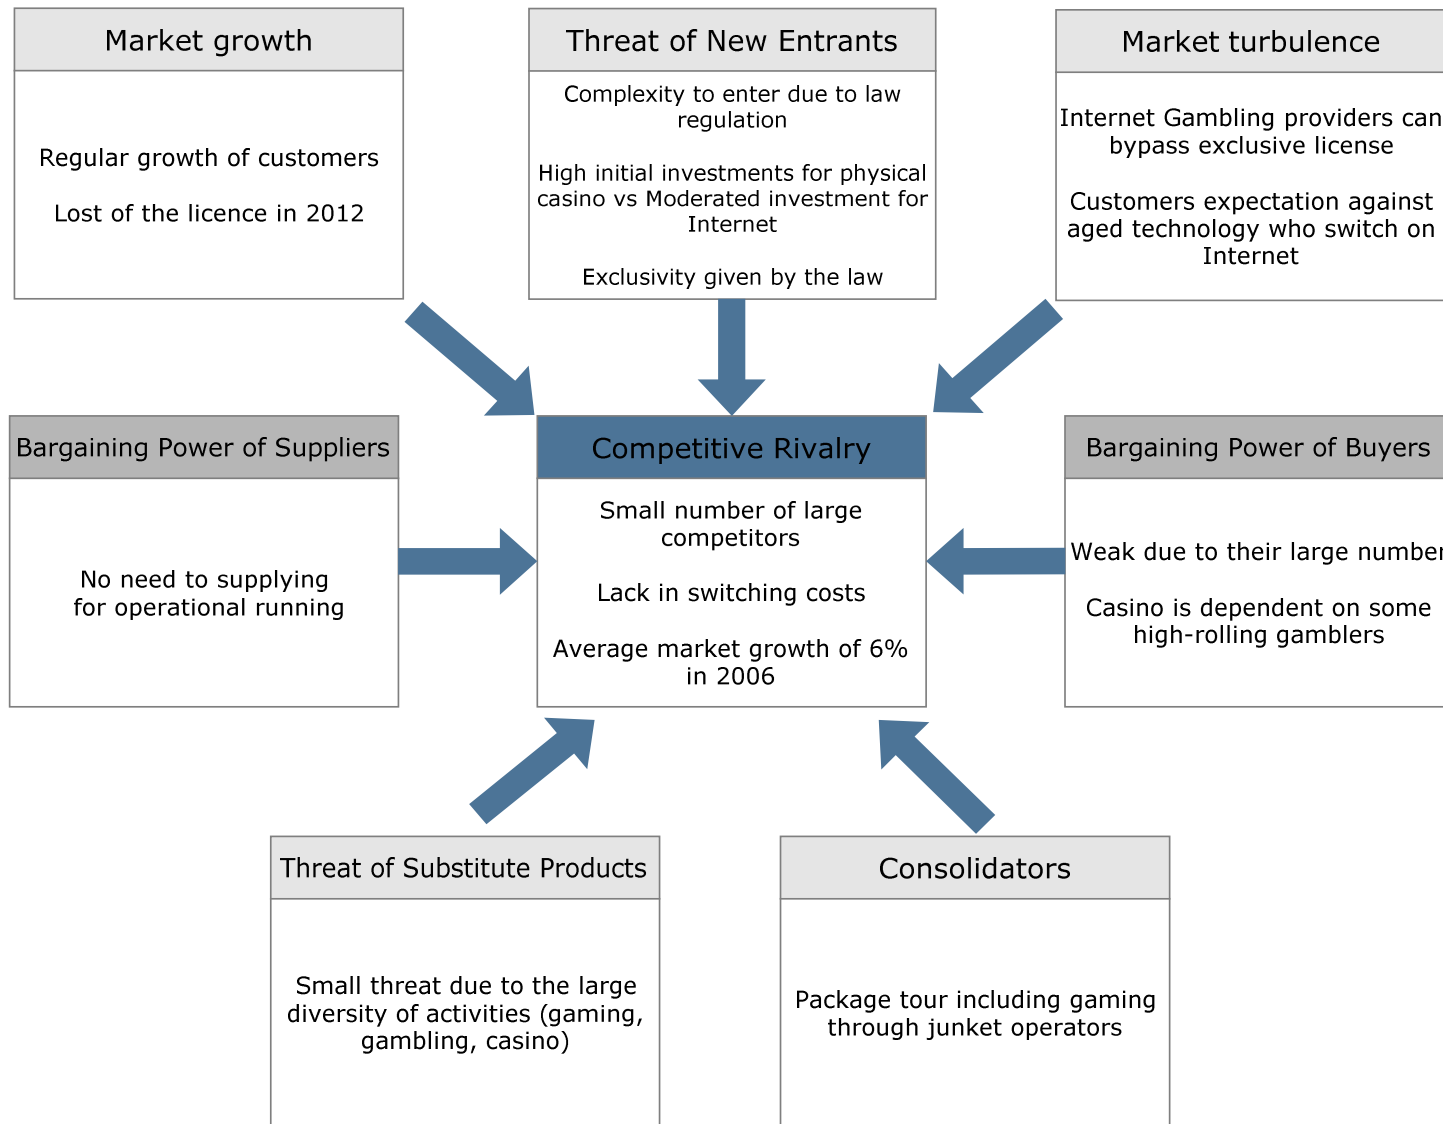 Market growth
Regular growth of customers
Lost of the licence in 2012
Threat of New Entrants
Complexity to enter due to law
regulation
High initial investments for physical
casino vs Moderated investment for
Internet
Exclusivity given by the law
Market turbulence
Internet Gambling providers can
bypass exclusive license
Customers expectation against
aged technology who switch on
Internet
Bargaining Power of Suppliers
No need to supplying
for operational running
Competitive Rivalry
Small number of large
competitors
Lack in switching costs
Average market growth of 6%
in 2006
Bargaining Power of Buyers
Weak due to their large number
Casino is dependent on some
high-rolling gamblers
Threat of Substitute Products
Small threat due to the large
diversity of activities (gaming,
gambling, casino)
Consolidators
Package tour including gaming
through junket operators